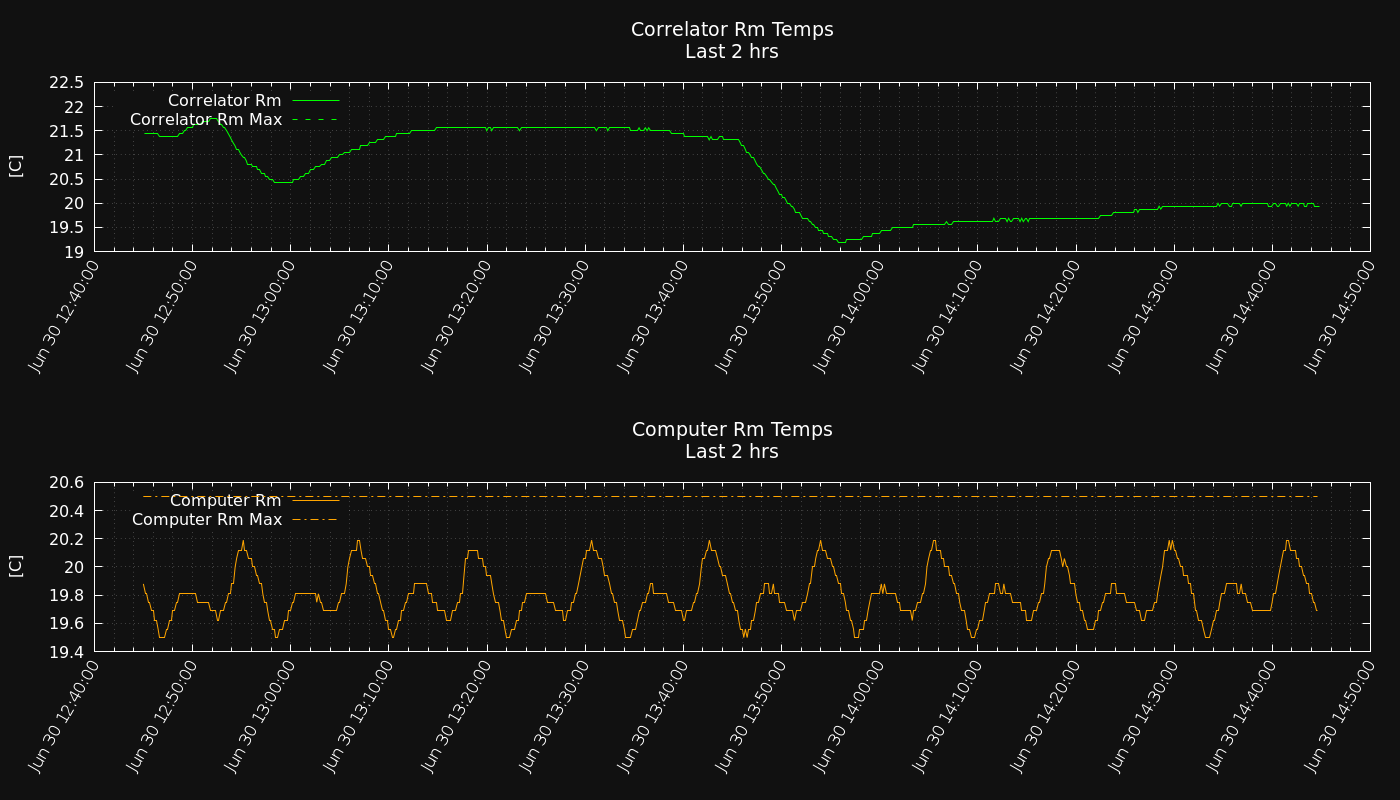 Correlator Rm Temps
Last 2 hrs
22.5
22
21.5
21
20.5
20
19.5
19
[C]
Correlator Rm
Correlator Rm Max
Jun 30 12:40:00
Jun 30 12:50:00
Jun 30 13:00:00
Jun 30 13:10:00
Jun 30 13:20:00
Jun 30 13:30:00
Jun 30 13:40:00
Jun 30 13:50:00
Jun 30 14:00:00
Jun 30 14:10:00
Jun 30 14:20:00
Jun 30 14:30:00
Jun 30 14:40:00
Jun 30 14:50:00
Computer Rm Temps
Last 2 hrs
20.6
20.4
20.2
20
19.8
19.6
19.4
[C]
Computer Rm
Computer Rm Max
Jun 30 12:40:00
Jun 30 12:50:00
Jun 30 13:00:00
Jun 30 13:10:00
Jun 30 13:20:00
Jun 30 13:30:00
Jun 30 13:40:00
Jun 30 13:50:00
Jun 30 14:00:00
Jun 30 14:10:00
Jun 30 14:20:00
Jun 30 14:30:00
Jun 30 14:40:00
Jun 30 14:50:00